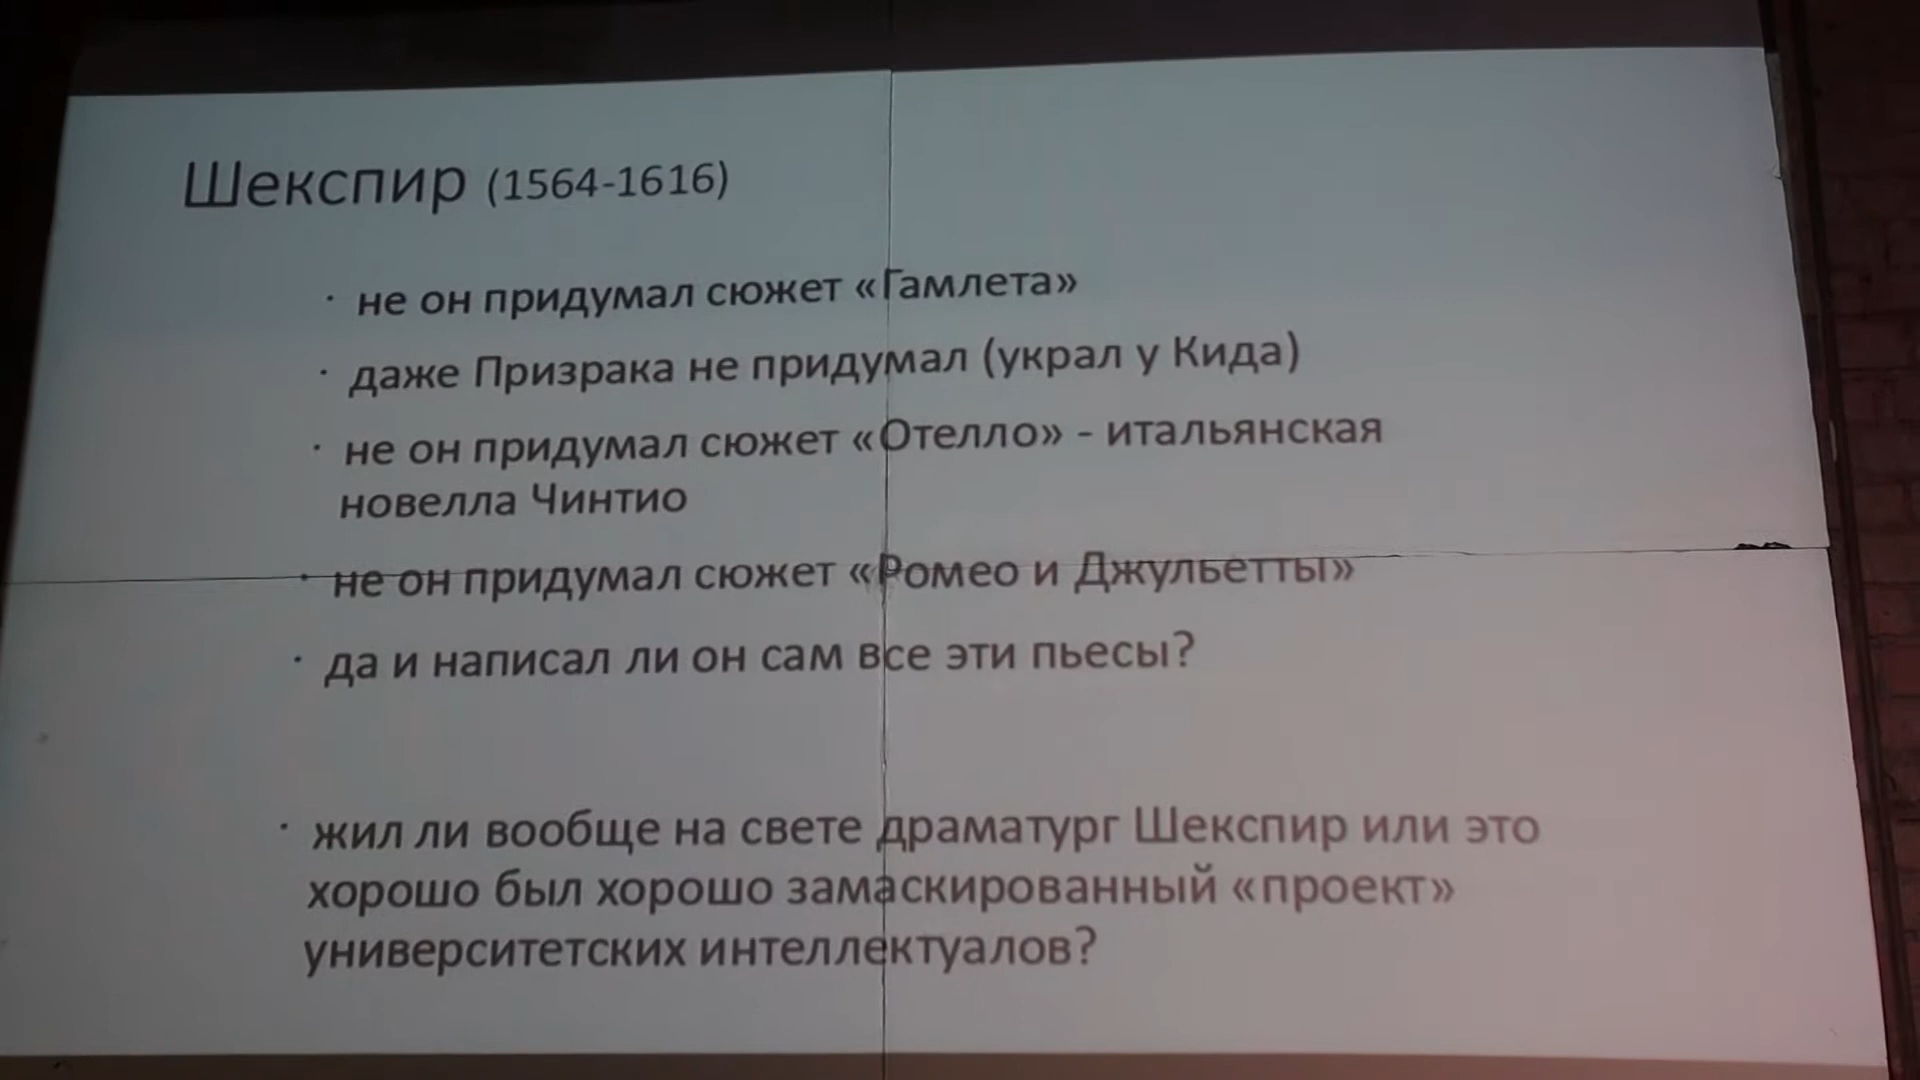 Шекспир (1564-1616)
· не он придумал сюжет «Гамлета»
· даже Призрака не придумал (украл у Кида)
· не он придумал сюжет «Отелло» - итальянская
новелла Чинтио
· не он придумал сюжет «Ромео и Джульетты»
· да и написал ли он сам все эти пьесы?
· жил ли вообще на свете драматург Шекспир или это
хорошо был хорошо замаскированный «проект»
университетских интеллектуалов?